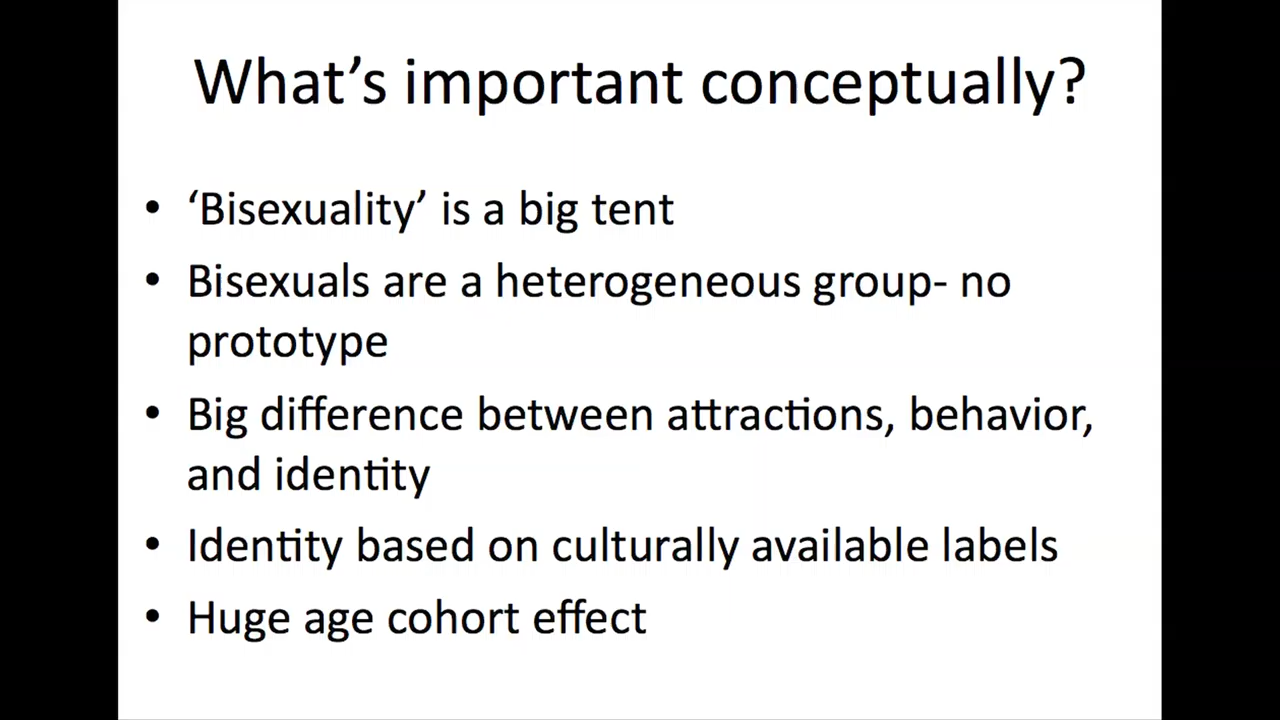 What’s important conceptually?
• ‘Bisexuality’ is a big tent
• Bisexuals are a heterogeneous group- no
prototype
• Big difference between attractions, behavior,
and identity
• Identity based on culturally available labels
• Huge age cohort effect